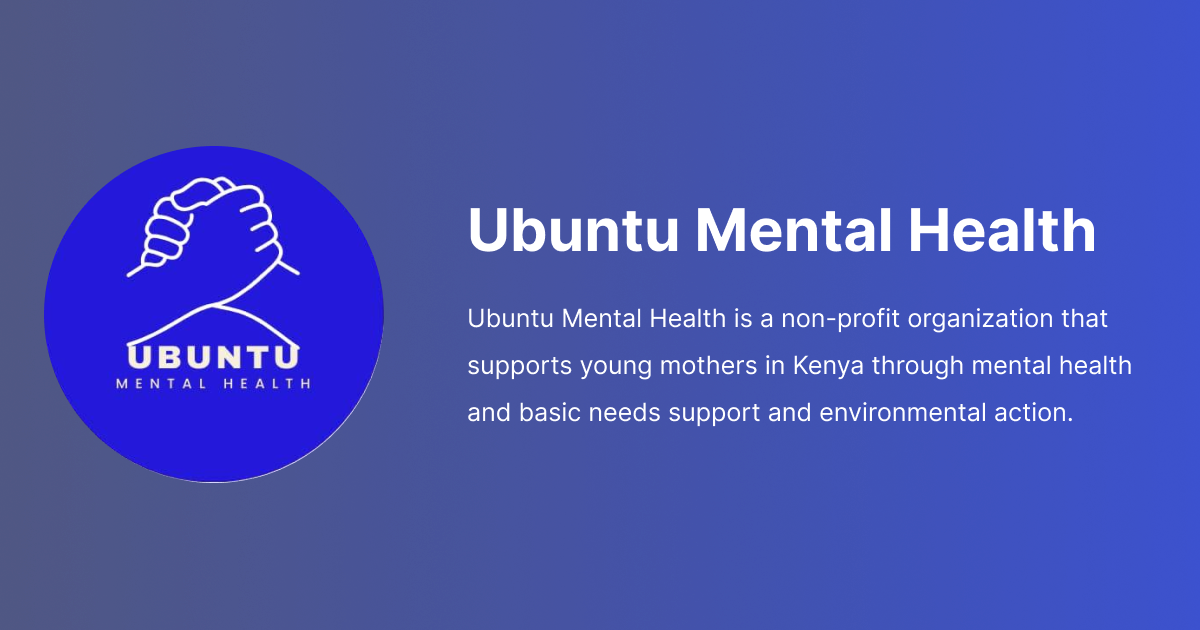 UBUNTU
MENTAL HEALTH
Ubuntu Mental Health
Ubuntu Mental Health is a non-profit organization that
supports young mothers in Kenya through mental health
and basic needs support and environmental action.